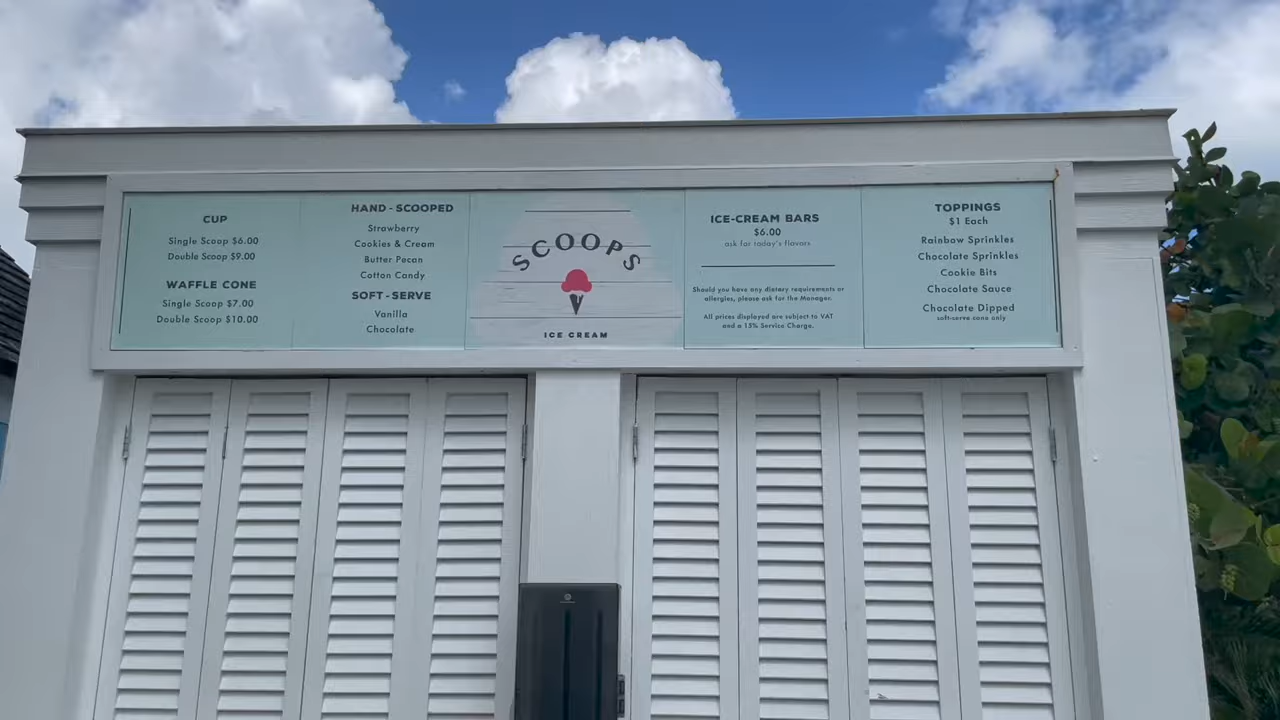 CUP
Single Scoop $6.00
Double Scoop $9.00
WAFFLE CONE
Single Scoop $7.00
Double Scoop $10.00
HAND - SCOOPED
Strawberry
Cookies & Cream
Butter Pecan
Cotton Candy
SOFT - SERVE
Vanilla
Chocolate
SCOOPS
ICE CREAM
ICE-CREAM BARS
$6.00
ask for today's flavors
Should you have any dietary requirements or
allergies, please ask for the Manager.
All prices displayed are subject to VAT
and a 15% Service Charge.
TOPPINGS
$1 Each
Rainbow Sprinkles
Chocolate Sprinkles
Cookie Bits
Chocolate Sauce
Chocolate Dipped
soft-serve cone only